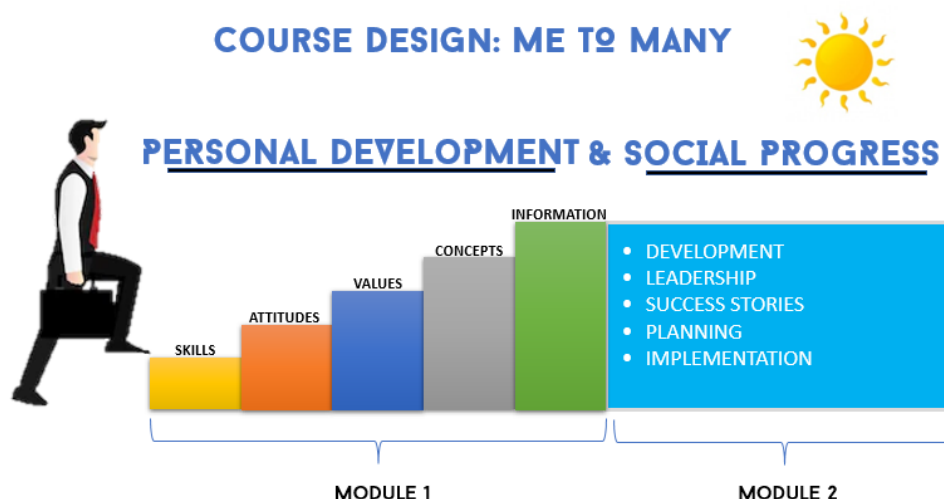 COURSE DESIGN: ME TO MANY
PERSONAL DEVELOPMENT & SOCIAL PROGRESS
INFORMATION
CONCEPTS
VALUES
ATTITUDES
SKILLS
• DEVELOPMENT
• LEADERSHIP
• SUCCESS STORIES
• PLANNING
• IMPLEMENTATION
MODULE 1
MODULE 2